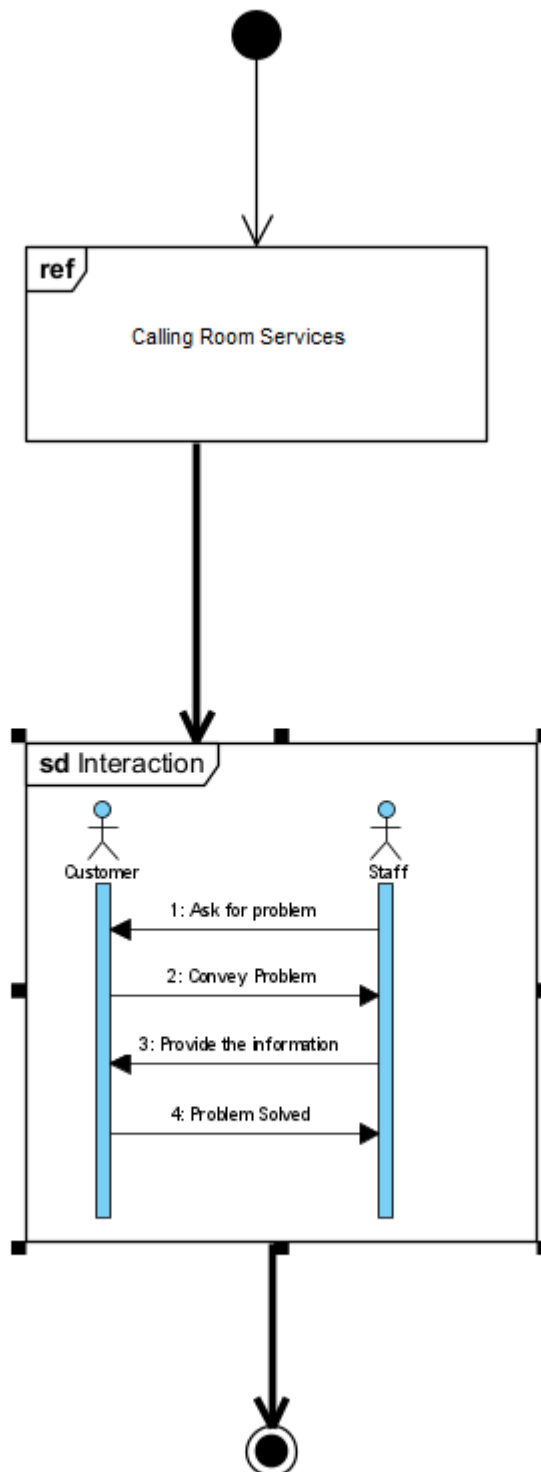 ref
Calling Room Services
sd Interaction
Customer
Staff
1: Ask for problem
2: Convey Problem
3: Provide the information
4: Problem Solved